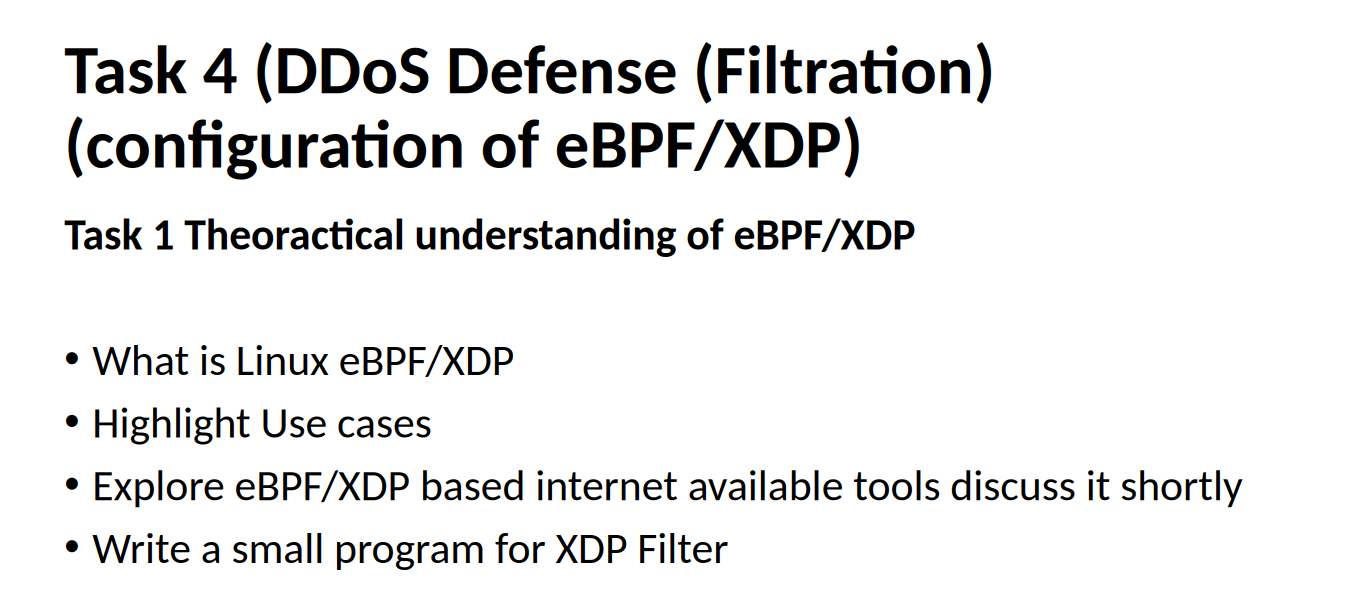 Task 4 (DDoS Defense (Filtration)
(configuration of eBPF/XDP)
Task 1 Theoractical understanding of eBPF/XDP
• What is Linux eBPF/XDP
• Highlight Use cases
• Explore eBPF/XDP based internet available tools discuss it shortly
• Write a small program for XDP Filter